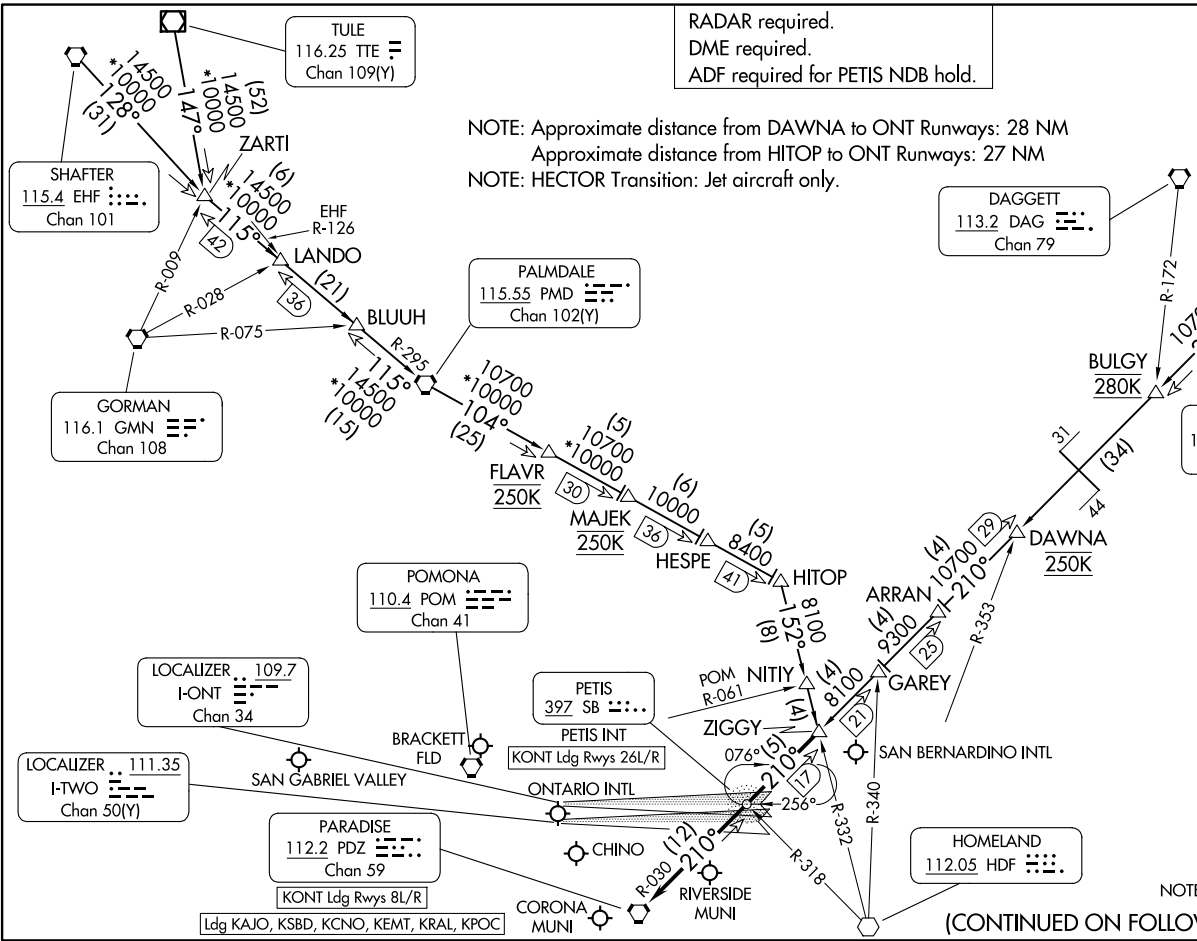 RADAR required.
DME required.
ADF required for PETIS NDB hold.
NOTE: Approximate distance from DAWNA to ONT Runways: 28 NM
Approximate distance from HITOP to ONT Runways: 27 NM
NOTE: HECTOR Transition: Jet aircraft only.
TULE
116.25 TTE
Chan 109(Y)
14500
*10000
128°
(31)
(52)
14500
*10000
147°
ZARTI
SHAFTER
115.4 EHF
Chan 101
(6)
14500
*10000
115°
EHF
R-126
42
LANDO
R-009
R-028
R-075
36
(21)
BLUUH
R-295
115°
14500
*10000
(15)
GORMAN
116.1 GMN
Chan 108
PALMDALE
115.55 PMD
Chan 102(Y)
10700
*10000
104°
(25)
FLAVR
250K
(5)
10700
*10000
30
MAJEK
250K
(6)
10000
36
HESPE
(5)
8400
41
HITOP
8100
152°
(8)
DAGGETT
113.2 DAG
Chan 79
R-172
1070
BULGY
280K
1
31
44
(34)
29
DAWNA
250K
(4)
10700
210°
ARRAN
R-353
(4)
9300
25
GAREY
(4)
8100
21
NITIY
POM
R-061
(4)
ZIGGY
SAN BERNARDINO INTL
POMONA
110.4 POM
Chan 41
LOCALIZER 109.7
I-ONT
Chan 34
LOCALIZER 111.35
I-TWO
Chan 50(Y)
SAN GABRIEL VALLEY
BRACKETT
FLD
PETIS
397 SB
PETIS INT
KONT Ldg Rwys 26L/R
076°
(5)
210°
17
256°
ONTARIO INTL
CHINO
PARADISE
112.2 PDZ
Chan 59
KONT Ldg Rwys 8L/R
Ldg KAJO, KSBD, KCNO, KEMT, KRAL, KPOC
R-030
(12)
210°
RIVERSIDE
MUNI
CORONA
MUNI
R-318
R-332
R-340
HOMELAND
112.05 HDF
NOTE
(CONTINUED ON FOLLOW